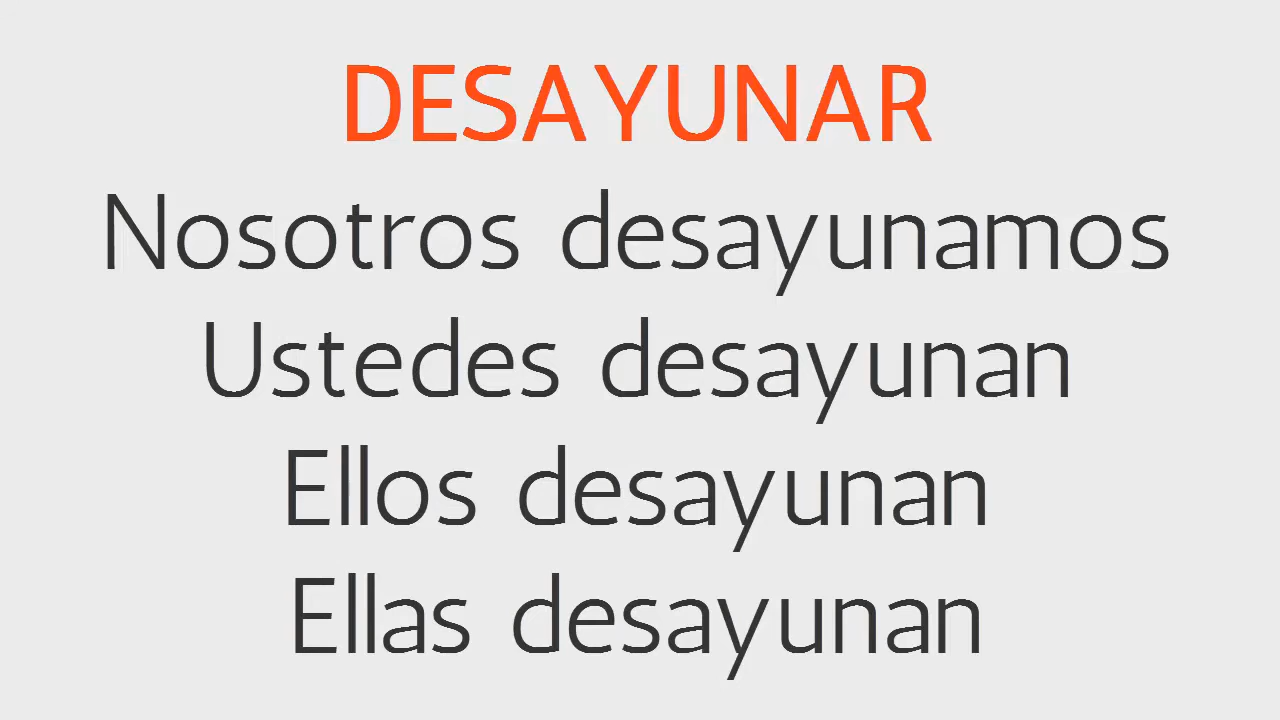 DESAYUNAR
Nosotros desayunamos
Ustedes desayunan
Ellos desayunan
Ellas desayunan